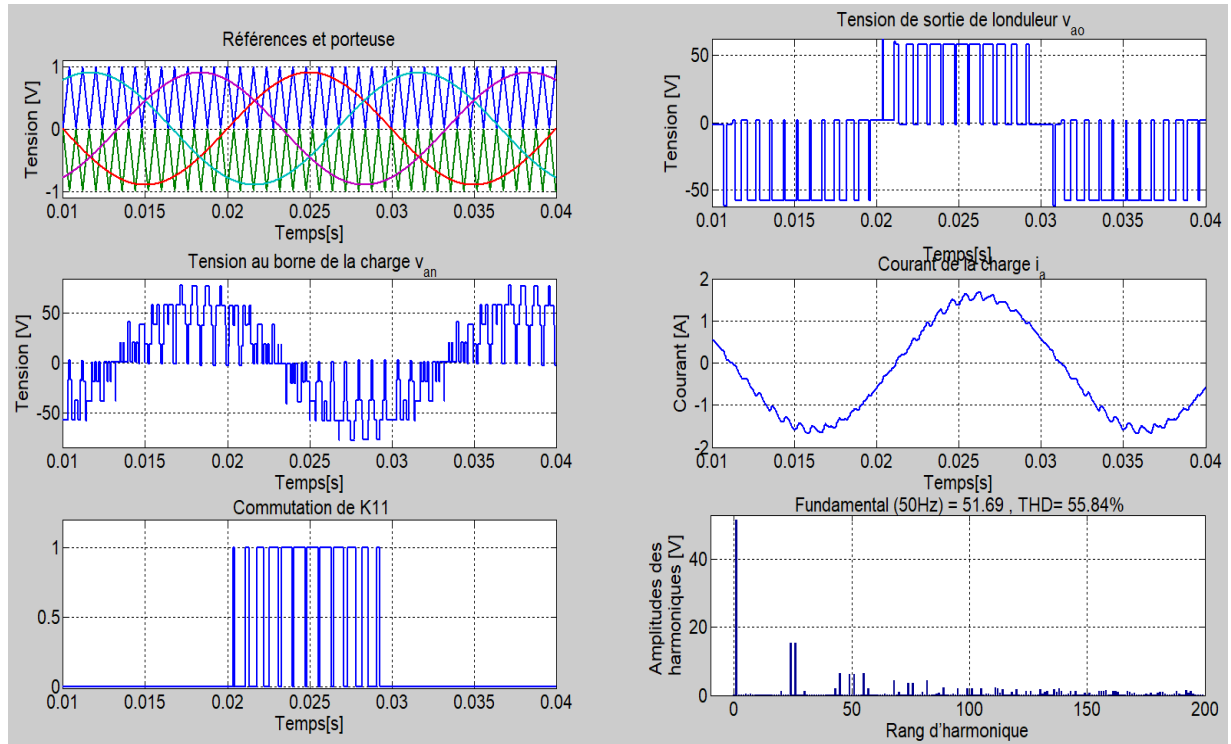 Références et porteuse
Tension [V]
1
0
-1
0.01 0.015 0.02 0.025 0.03 0.035 0.04
Temps[s]
Tension de sortie de londuleur v_ao
Tension [V]
50
0
-50
0.01 0.015 0.02 0.025 0.03 0.035 0.04
Temps[s]
Tension au borne de la charge v_an
Tension [V]
50
0
-50
0.01 0.015 0.02 0.025 0.03 0.035 0.04
Temps[s]
Courant de la charge i_a
Courant [A]
2
1
0
-1
-2
0.01 0.015 0.02 0.025 0.03 0.035 0.04
Temps[s]
Commutation de K11
1
0.5
0
0.01 0.015 0.02 0.025 0.03 0.035 0.04
Temps[s]
Fundamental (50Hz) = 51.69 , THD= 55.84%
Amplitudes des
harmoniques [V]
40
20
0
0 50 100 150 200
Rang d’harmonique